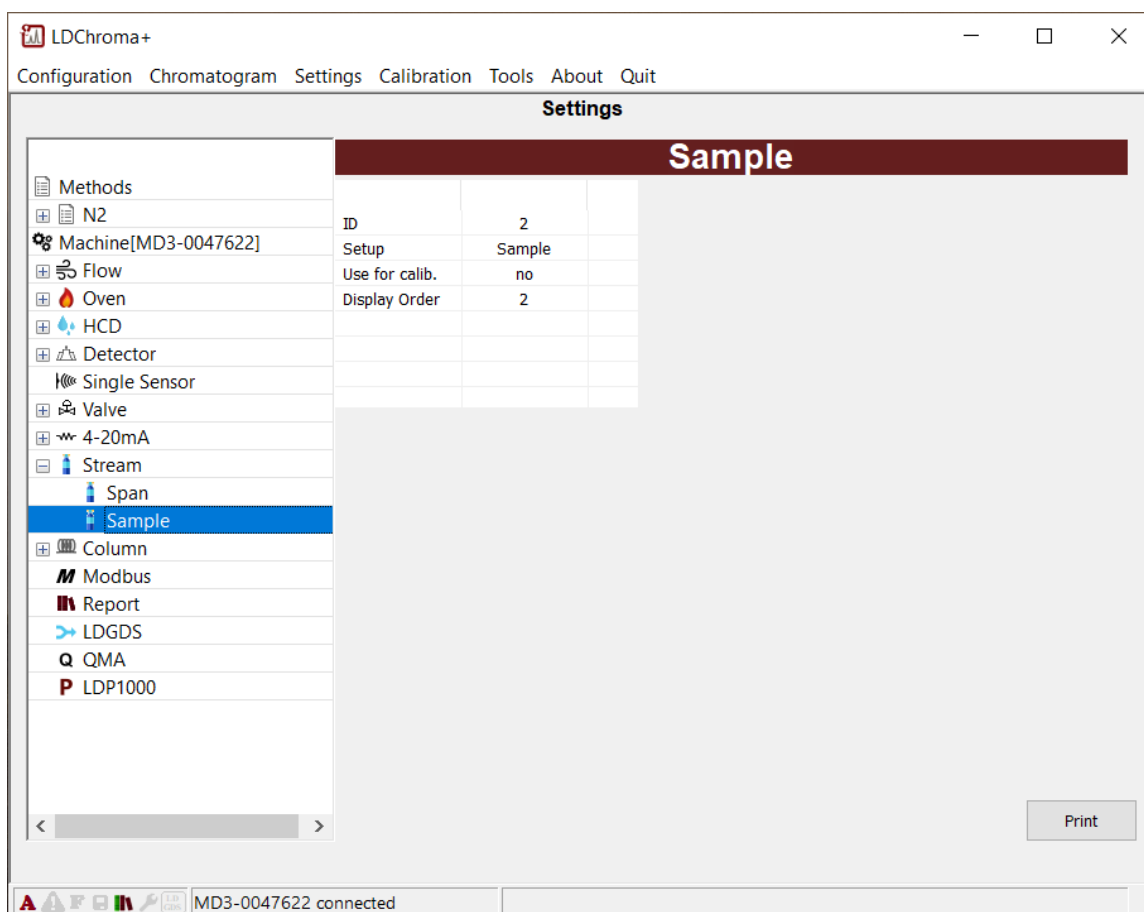 LDChroma+
Configuration Chromatogram Settings Calibration Tools About Quit
Settings
Sample
Methods
N2
Machine[MD3-0047622]
Flow
Oven
HCD
Detector
Single Sensor
Valve
4-20mA
Stream
Span
Sample
Column
M Modbus
Report
LDGDS
Q QMA
P LDP1000
ID 2
Setup Sample
Use for calib. no
Display Order 2
Print
A F LD GDS MD3-0047622 connected